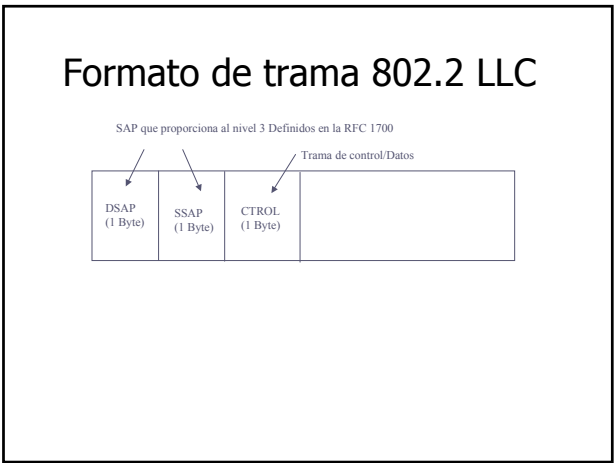 Formato de trama 802.2 LLC
SAP que proporciona al nivel 3 Definidos en la RFC 1700
Trama de control/Datos
DSAP
(1 Byte)
SSAP
(1 Byte)
CTROL
(1 Byte)